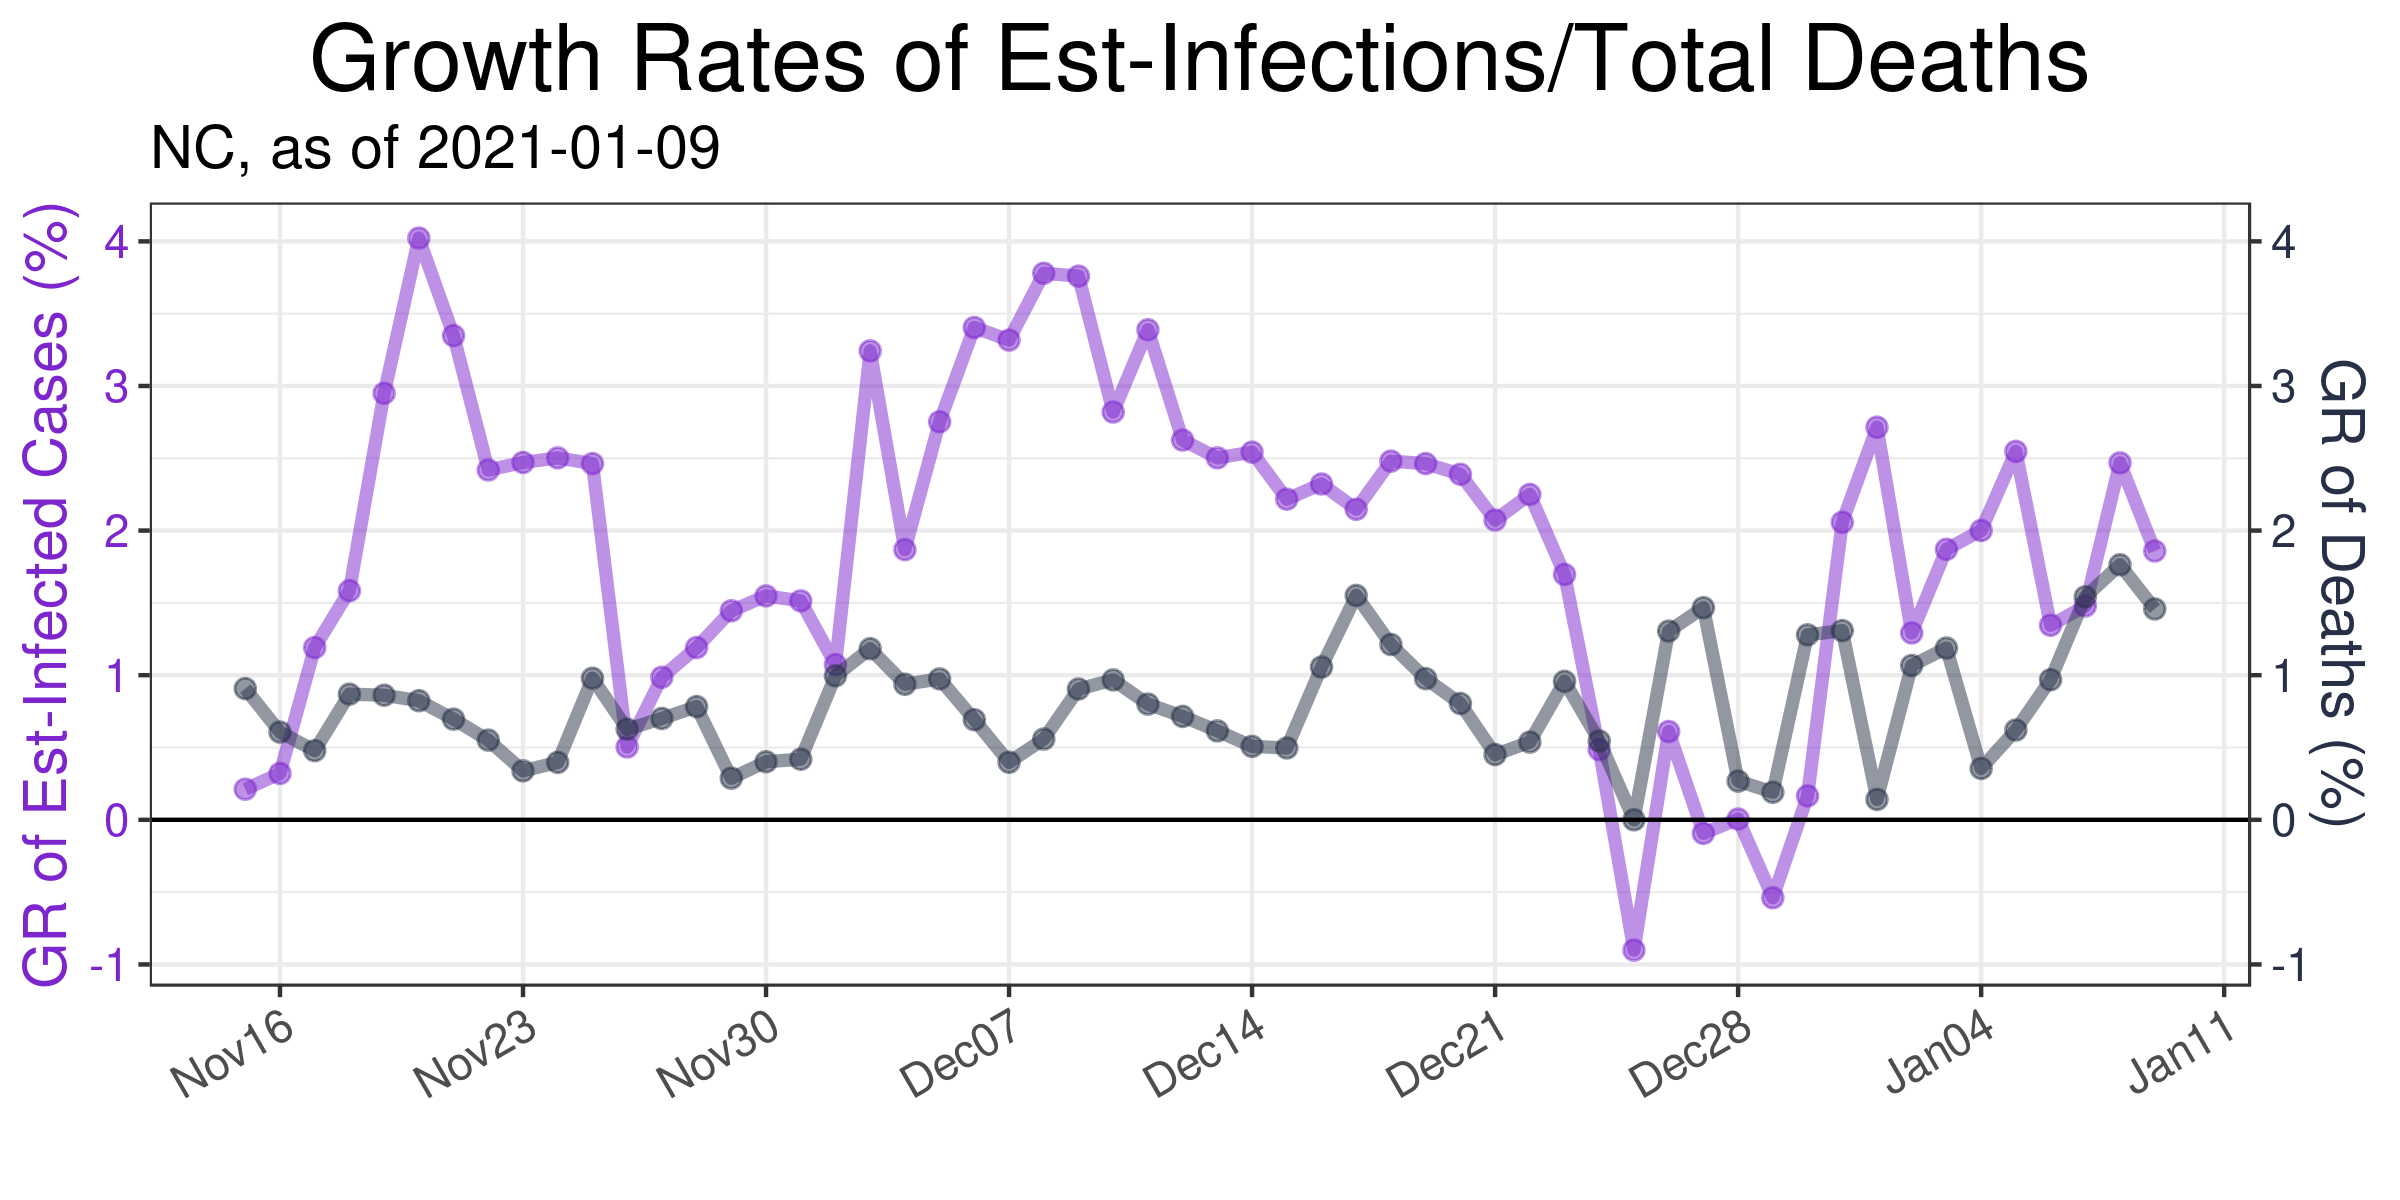 Growth Rates of Est-Infections/Total Deaths
NC, as of 2021-01-09
GR of Est-Infected Cases (%)
4
3
2
1
0
-1
4
3
2
1
0
-1
GR of Deaths (%)
Nov16
Nov23
Nov30
Dec07
Dec14
Dec21
Dec28
Jan04
Jan11